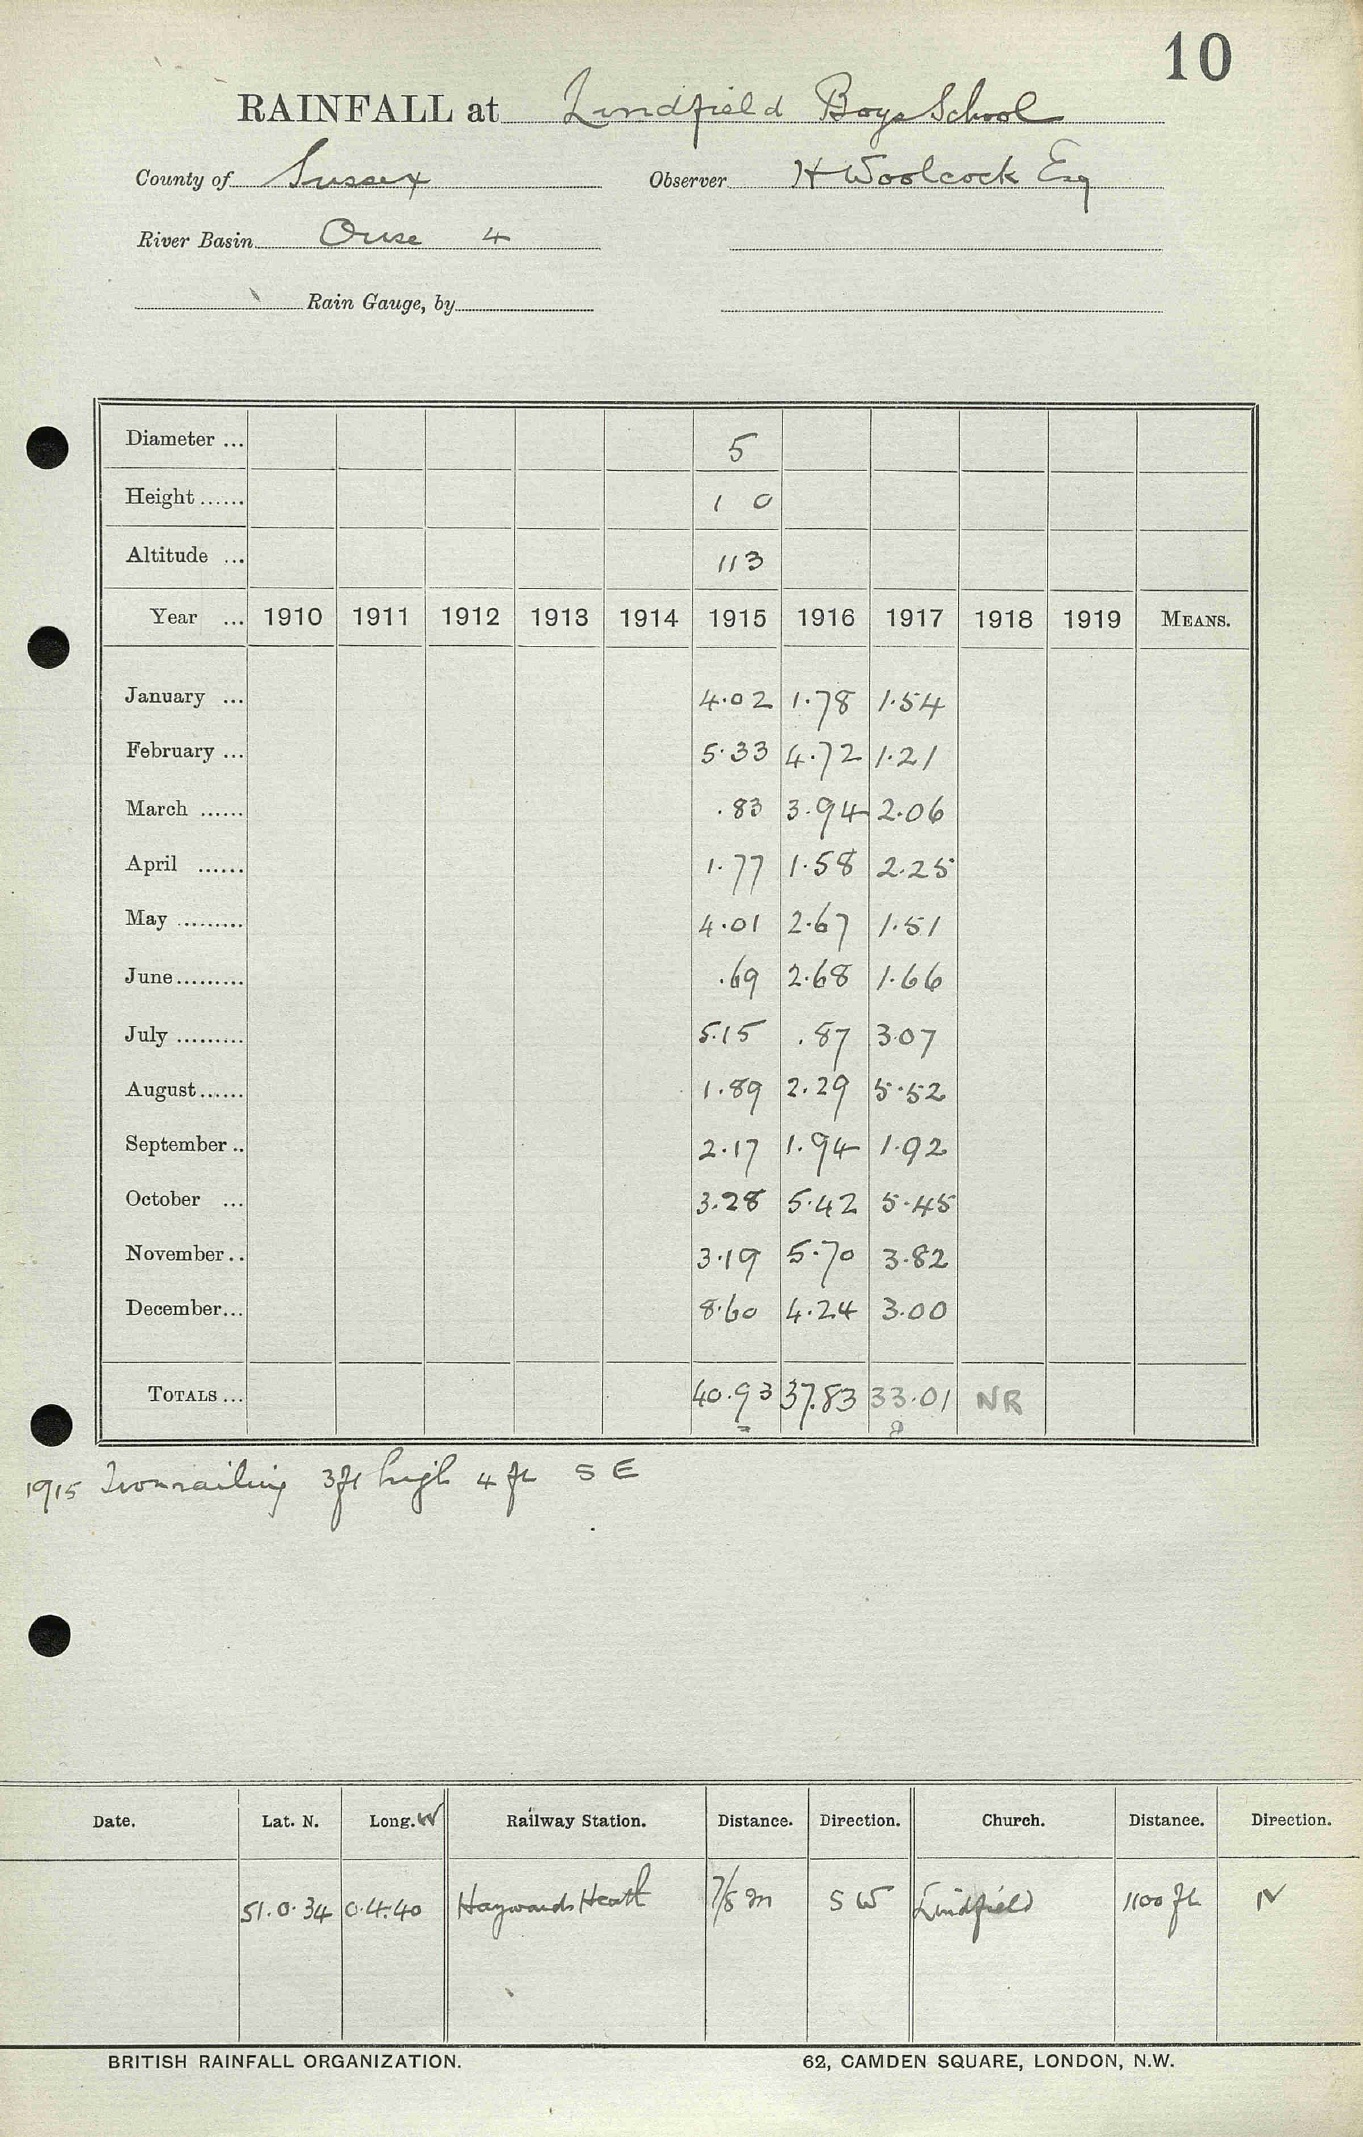 10
RAINFALL at Lindfield Boys School
County of Sussex Observer H Woolcock Esq
River Basin Ouse 4
Rain Gauge, by
Diameter ... 5
Height ...... 1 0
Altitude ... 113
Year ... 1910 1911 1912 1913 1914 1915 1916 1917 1918 1919 MEANS.
January ... 4.02 1.78 1.54
February ... 5.33 4.72 1.21
March ...... .83 3.94 2.06
April ...... 1.77 1.58 2.25
May ......... 4.01 2.67 1.51
June......... .69 2.68 1.66
July ......... 5.15 .87 3.07
August...... 1.89 2.29 5.52
September .. 2.17 1.94 1.92
October ... 3.28 5.42 5.45
November .. 3.19 5.70 3.82
December... 8.60 4.24 3.00
TOTALS ... 40.93 37.83 33.01 NR
1915 Iron railing 3ft high 4 ft SE
Date. Lat. N. Long. W Railway Station. Distance. Direction. Church. Distance. Direction.
51.0.34 0.4.40 Haywards Heath 7/8 m SW Lindfield 1100 ft N
BRITISH RAINFALL ORGANIZATION. 62, CAMDEN SQUARE, LONDON, N.W.